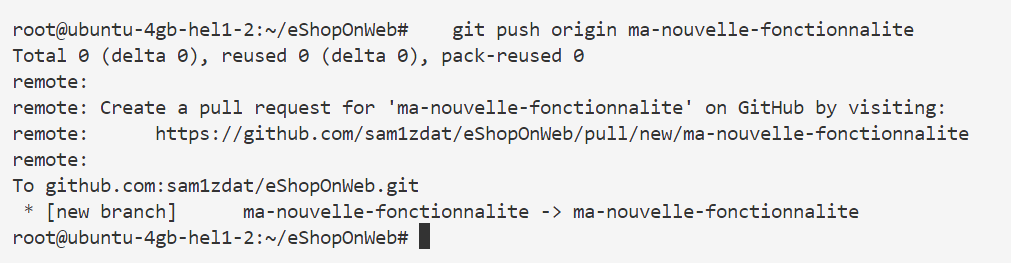 root@ubuntu-4gb-hel1-2:~/eShopOnWeb#    git push origin ma-nouvelle-fonctionnalite
Total 0 (delta 0), reused 0 (delta 0), pack-reused 0
remote:
remote: Create a pull request for 'ma-nouvelle-fonctionnalite' on GitHub by visiting:
remote:      https://github.com/sam1zdat/eShopOnWeb/pull/new/ma-nouvelle-fonctionnalite
remote:
To github.com:sam1zdat/eShopOnWeb.git
 * [new branch]      ma-nouvelle-fonctionnalite -> ma-nouvelle-fonctionnalite
root@ubuntu-4gb-hel1-2:~/eShopOnWeb#